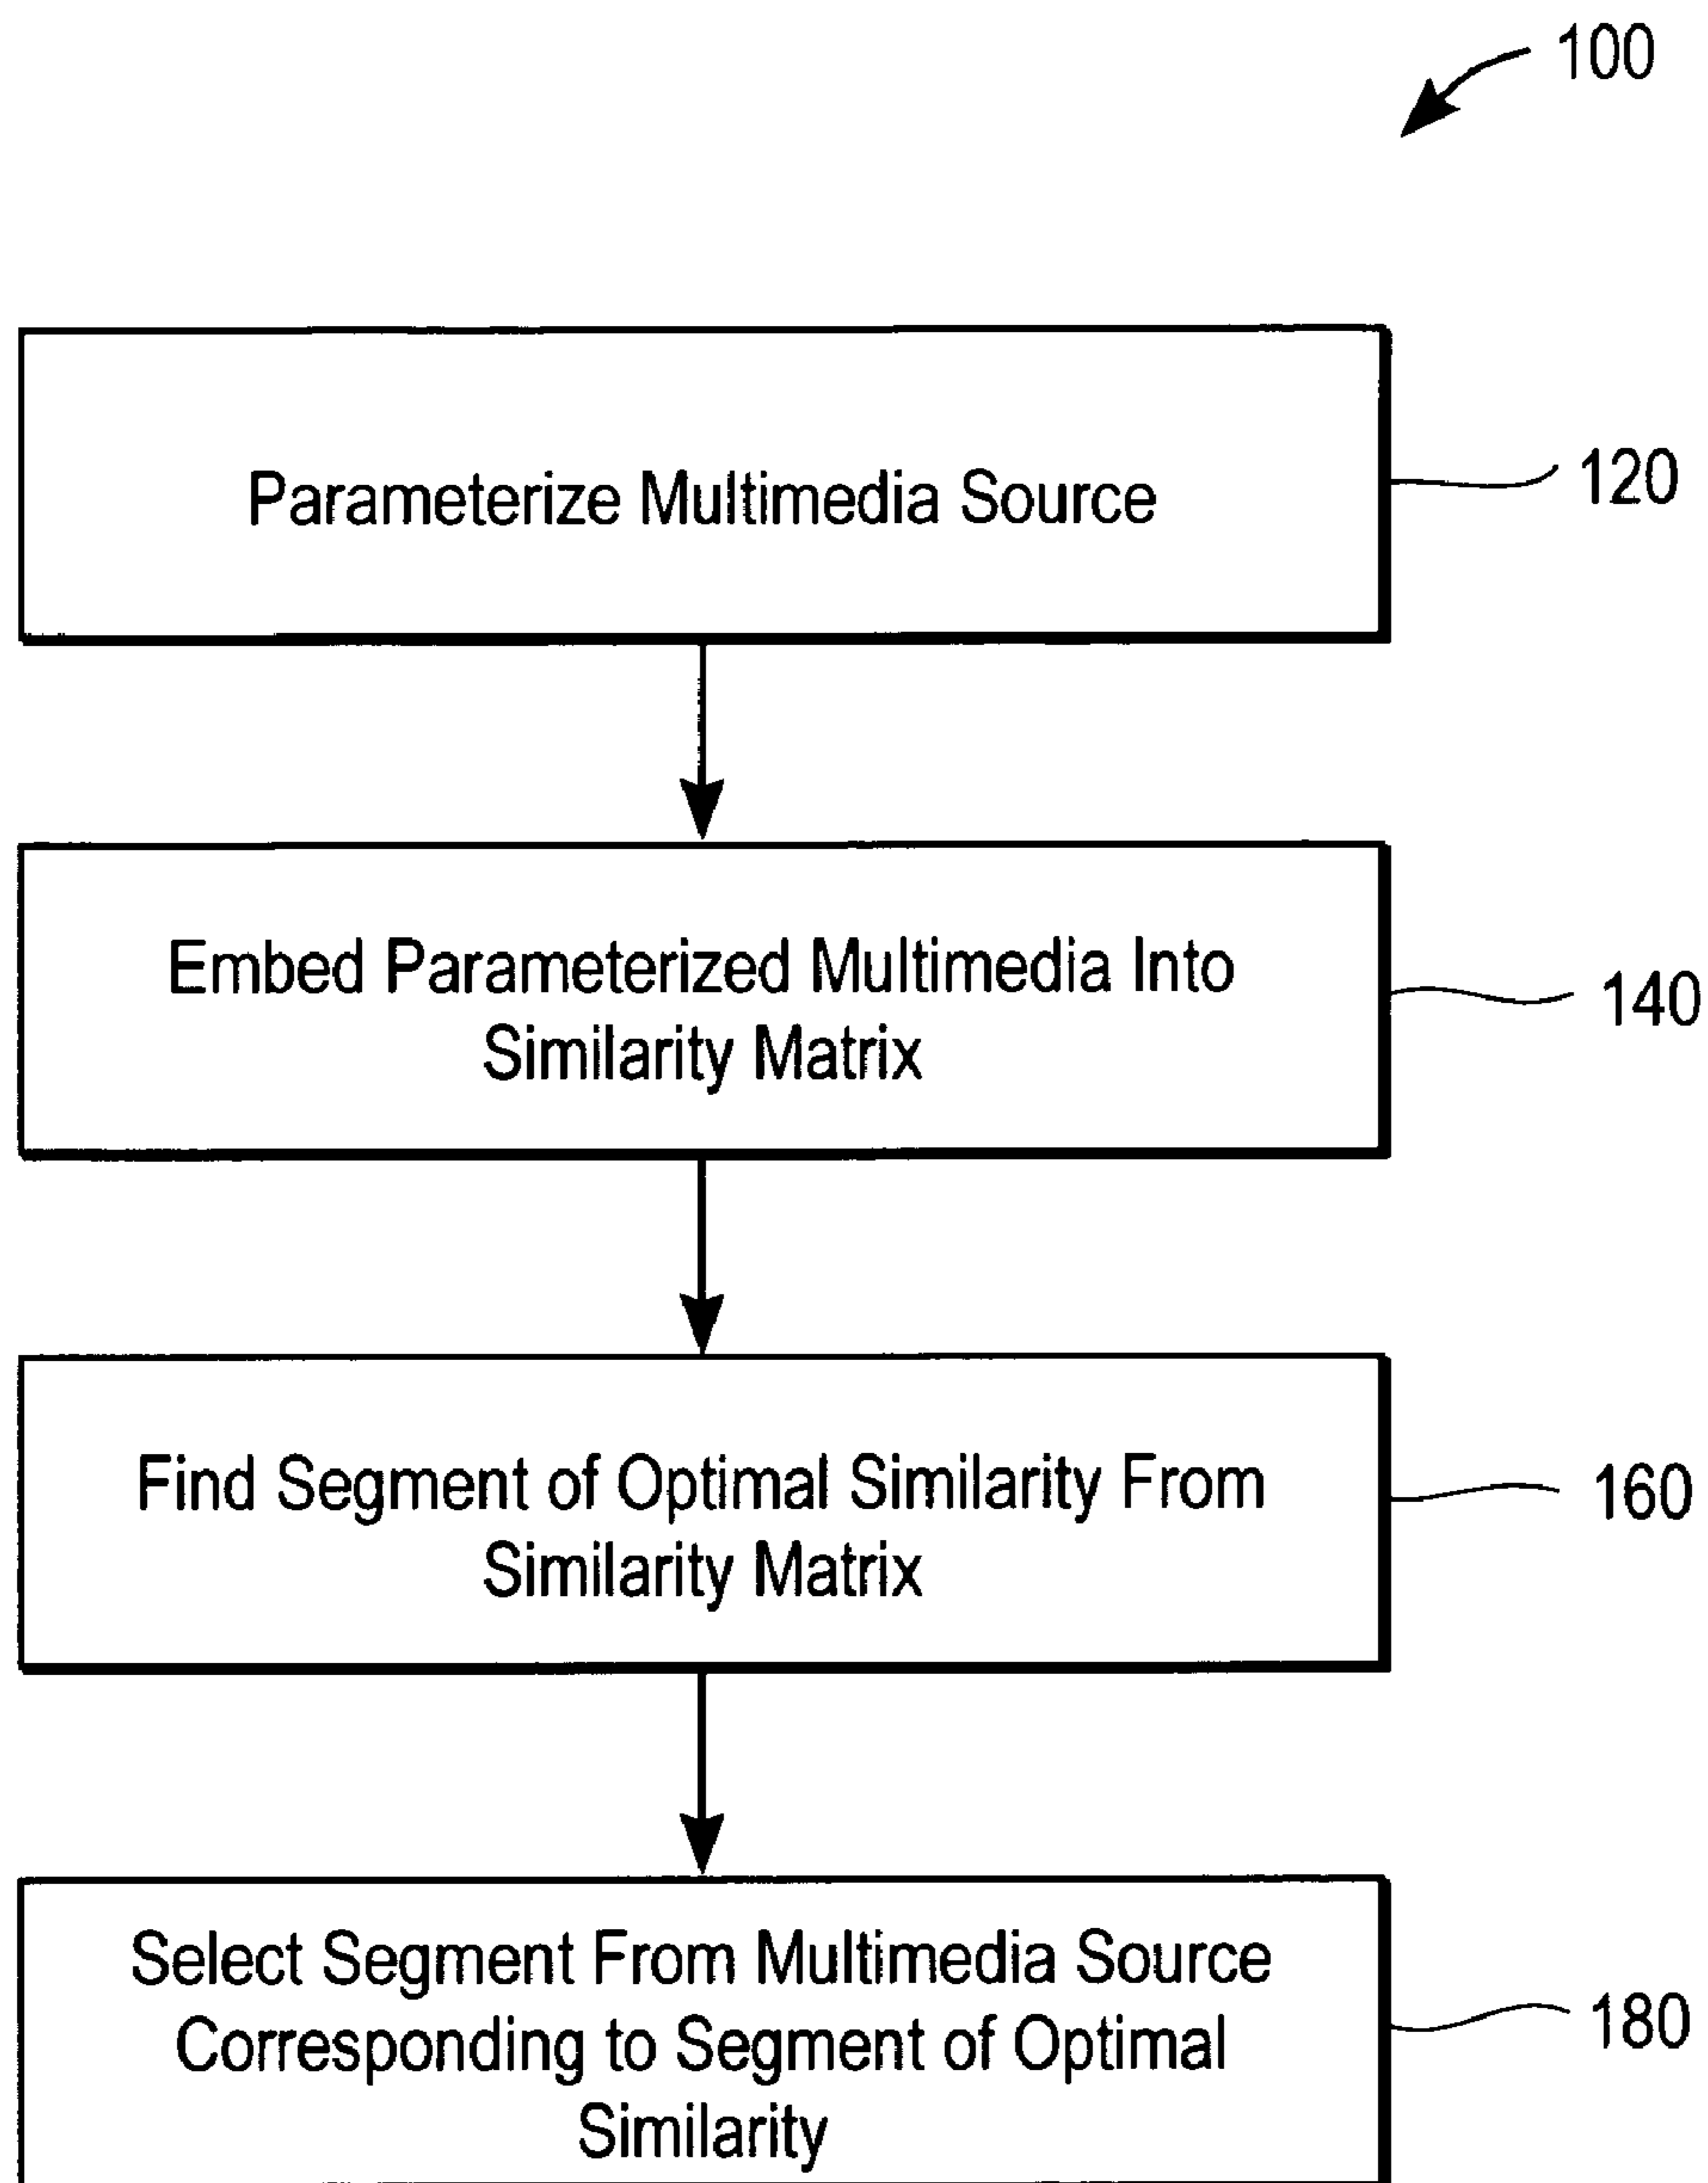 100
Parameterize Multimedia Source
120
Embed Parameterized Multimedia Into
Similarity Matrix
140
Find Segment of Optimal Similarity From
Similarity Matrix
160
Select Segment From Multimedia Source
Corresponding to Segment of Optimal
Similarity
180